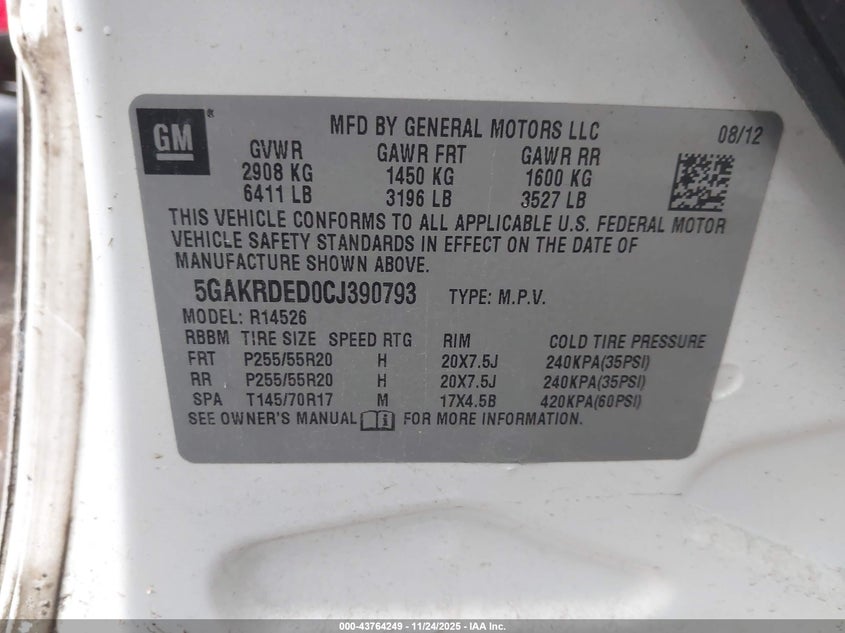 GM®
MFD BY GENERAL MOTORS LLC 08/12
GVWR GAWR FRT GAWR RR
2908 KG 1450 KG 1600 KG
6411 LB 3196 LB 3527 LB
THIS VEHICLE CONFORMS TO ALL APPLICABLE U.S. FEDERAL MOTOR
VEHICLE SAFETY STANDARDS IN EFFECT ON THE DATE OF
MANUFACTURE SHOWN ABOVE.
5GAKRDED0CJ390793 TYPE: M.P.V.
MODEL: R14526
RBBM TIRE SIZE SPEED RTG RIM COLD TIRE PRESSURE
FRT P255/55R20 H 20X7.5J 240KPA(35PSI)
RR P255/55R20 H 20X7.5J 240KPA(35PSI)
SPA T145/70R17 M 17X4.5B 420KPA(60PSI)
SEE OWNER'S MANUAL FOR MORE INFORMATION.
000-43764249 - 11/24/2025 - IAA Inc.